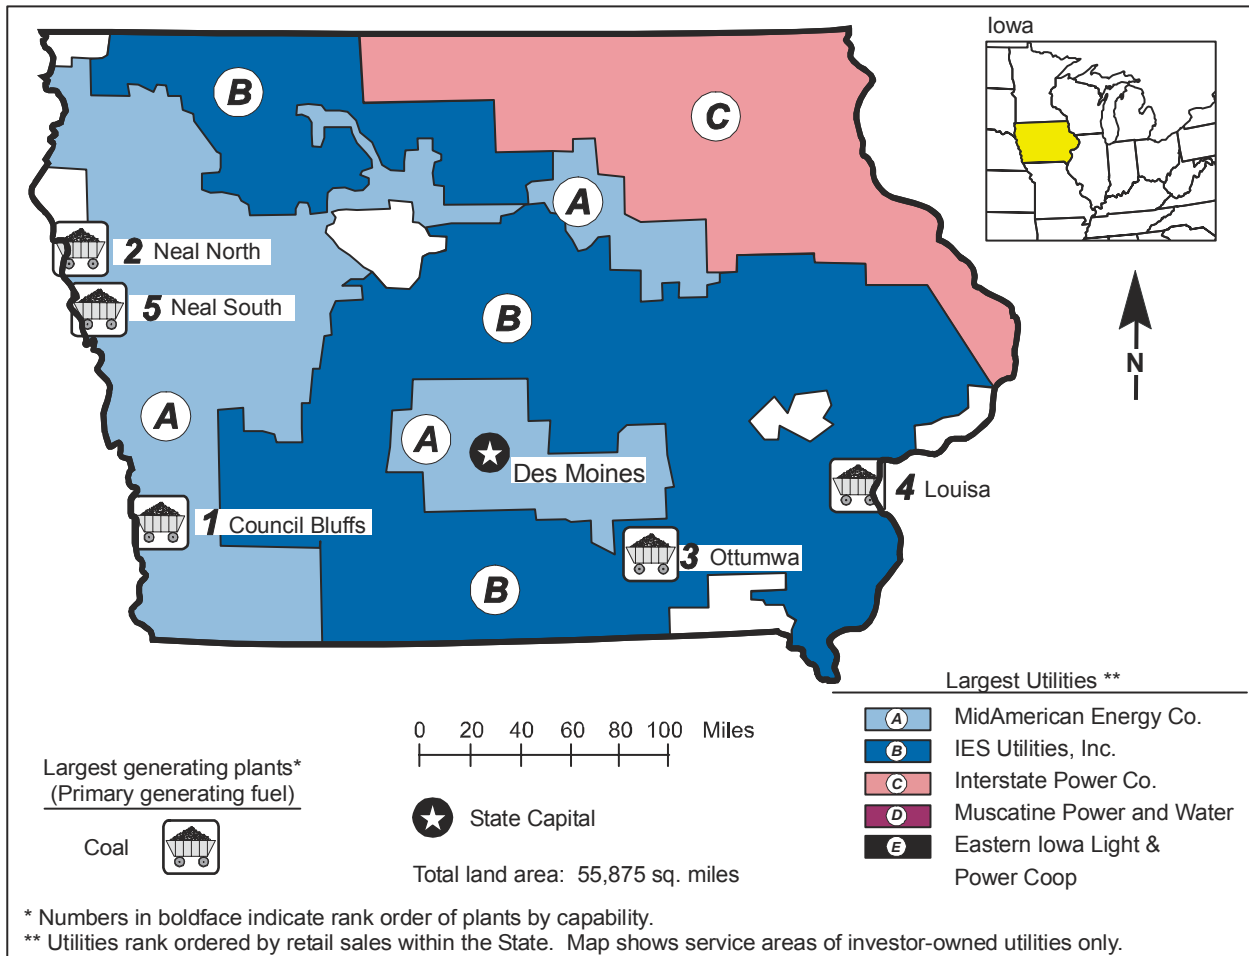 Iowa
B
C
A
2 Neal North
5 Neal South
B
N
A
A
Des Moines
4 Louisa
1 Council Bluffs
3 Ottumwa
B
Largest Utilities **
A MidAmerican Energy Co.
B IES Utilities, Inc.
C Interstate Power Co.
D Muscatine Power and Water
E Eastern Iowa Light &
Power Coop
0 20 40 60 80 100 Miles
Largest generating plants*
(Primary generating fuel)
Coal
State Capital
Total land area: 55,875 sq. miles
* Numbers in boldface indicate rank order of plants by capability.
** Utilities rank ordered by retail sales within the State. Map shows service areas of investor-owned utilities only.